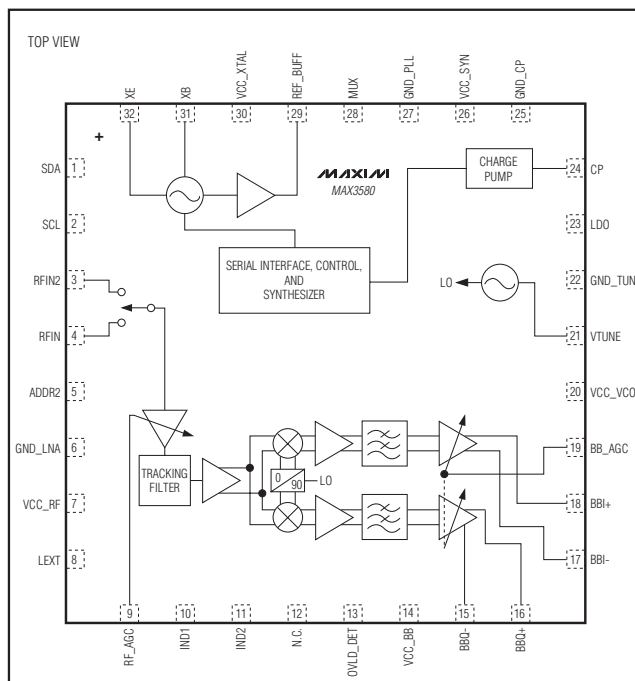 TOP VIEW
XE
XB
VCC_XTAL
REF_BUFF
MUX
GND_PLL
VCC_SYN
GND_CP
32
31
30
29
28
27
26
25
+
SDA
1
SCL
2
RFIN2
3
RFIN
4
ADDR2
5
GND_LNA
6
VCC_RF
7
LEXT
8
MAXIM
MAX3580
CHARGE
PUMP
SERIAL INTERFACE, CONTROL,
AND
SYNTHESIZER
LO
TRACKING
FILTER
0
90
LO
24
CP
23
LDO
22
GND_TUN
21
VTUNE
20
VCC_VCO
19
BB_AGC
18
BBI+
17
BBI-
9
10
11
12
13
14
15
16
RF_AGC
IND1
IND2
N.C.
OVLD_DET
VCC_BB
BBQ-
BBQ+